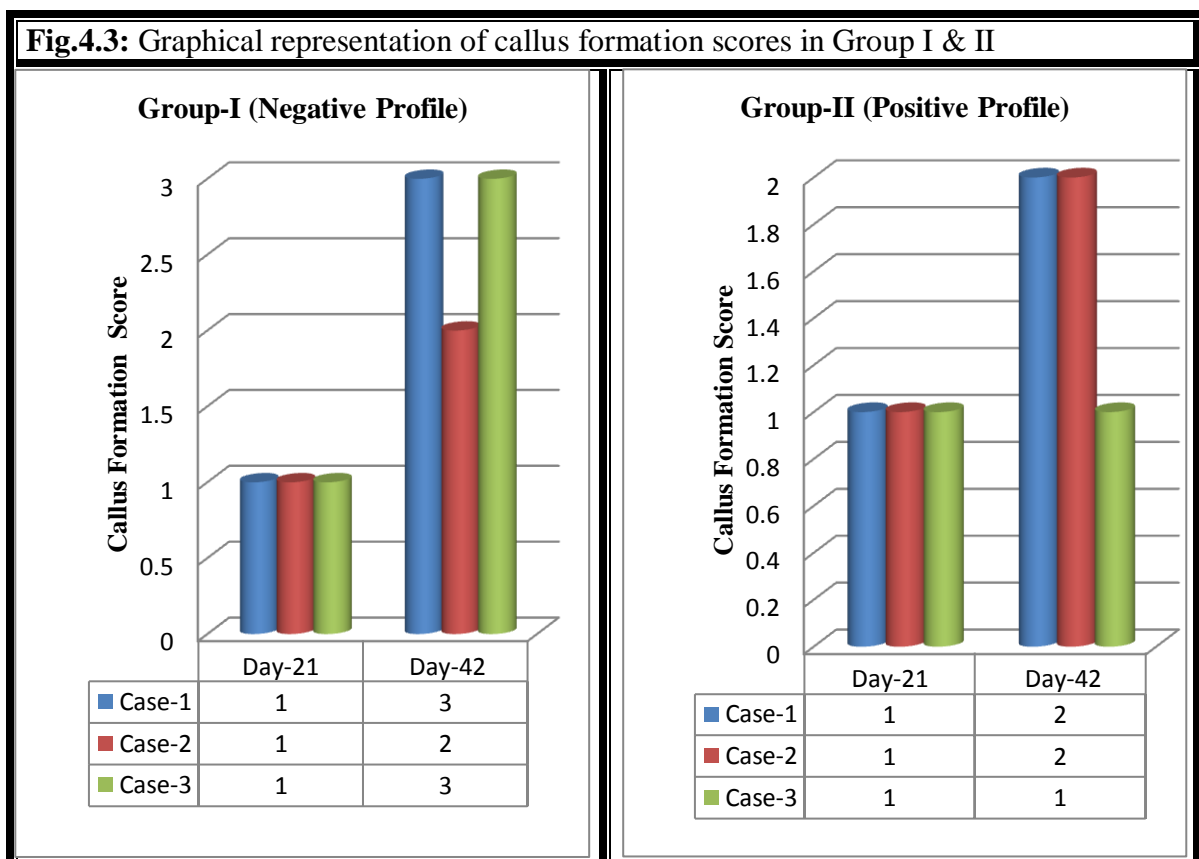 Fig.4.3: Graphical representation of callus formation scores in Group I & II
Group-I (Negative Profile)
Callus Formation Score
3
2.5
2
1.5
1
0.5
0
Day-21 Day-42
Case-1 1 3
Case-2 1 2
Case-3 1 3
Group-II (Positive Profile)
Callus Formation Score
2
1.8
1.6
1.4
1.2
1
0.8
0.6
0.4
0.2
0
Day-21 Day-42
Case-1 1 2
Case-2 1 2
Case-3 1 1